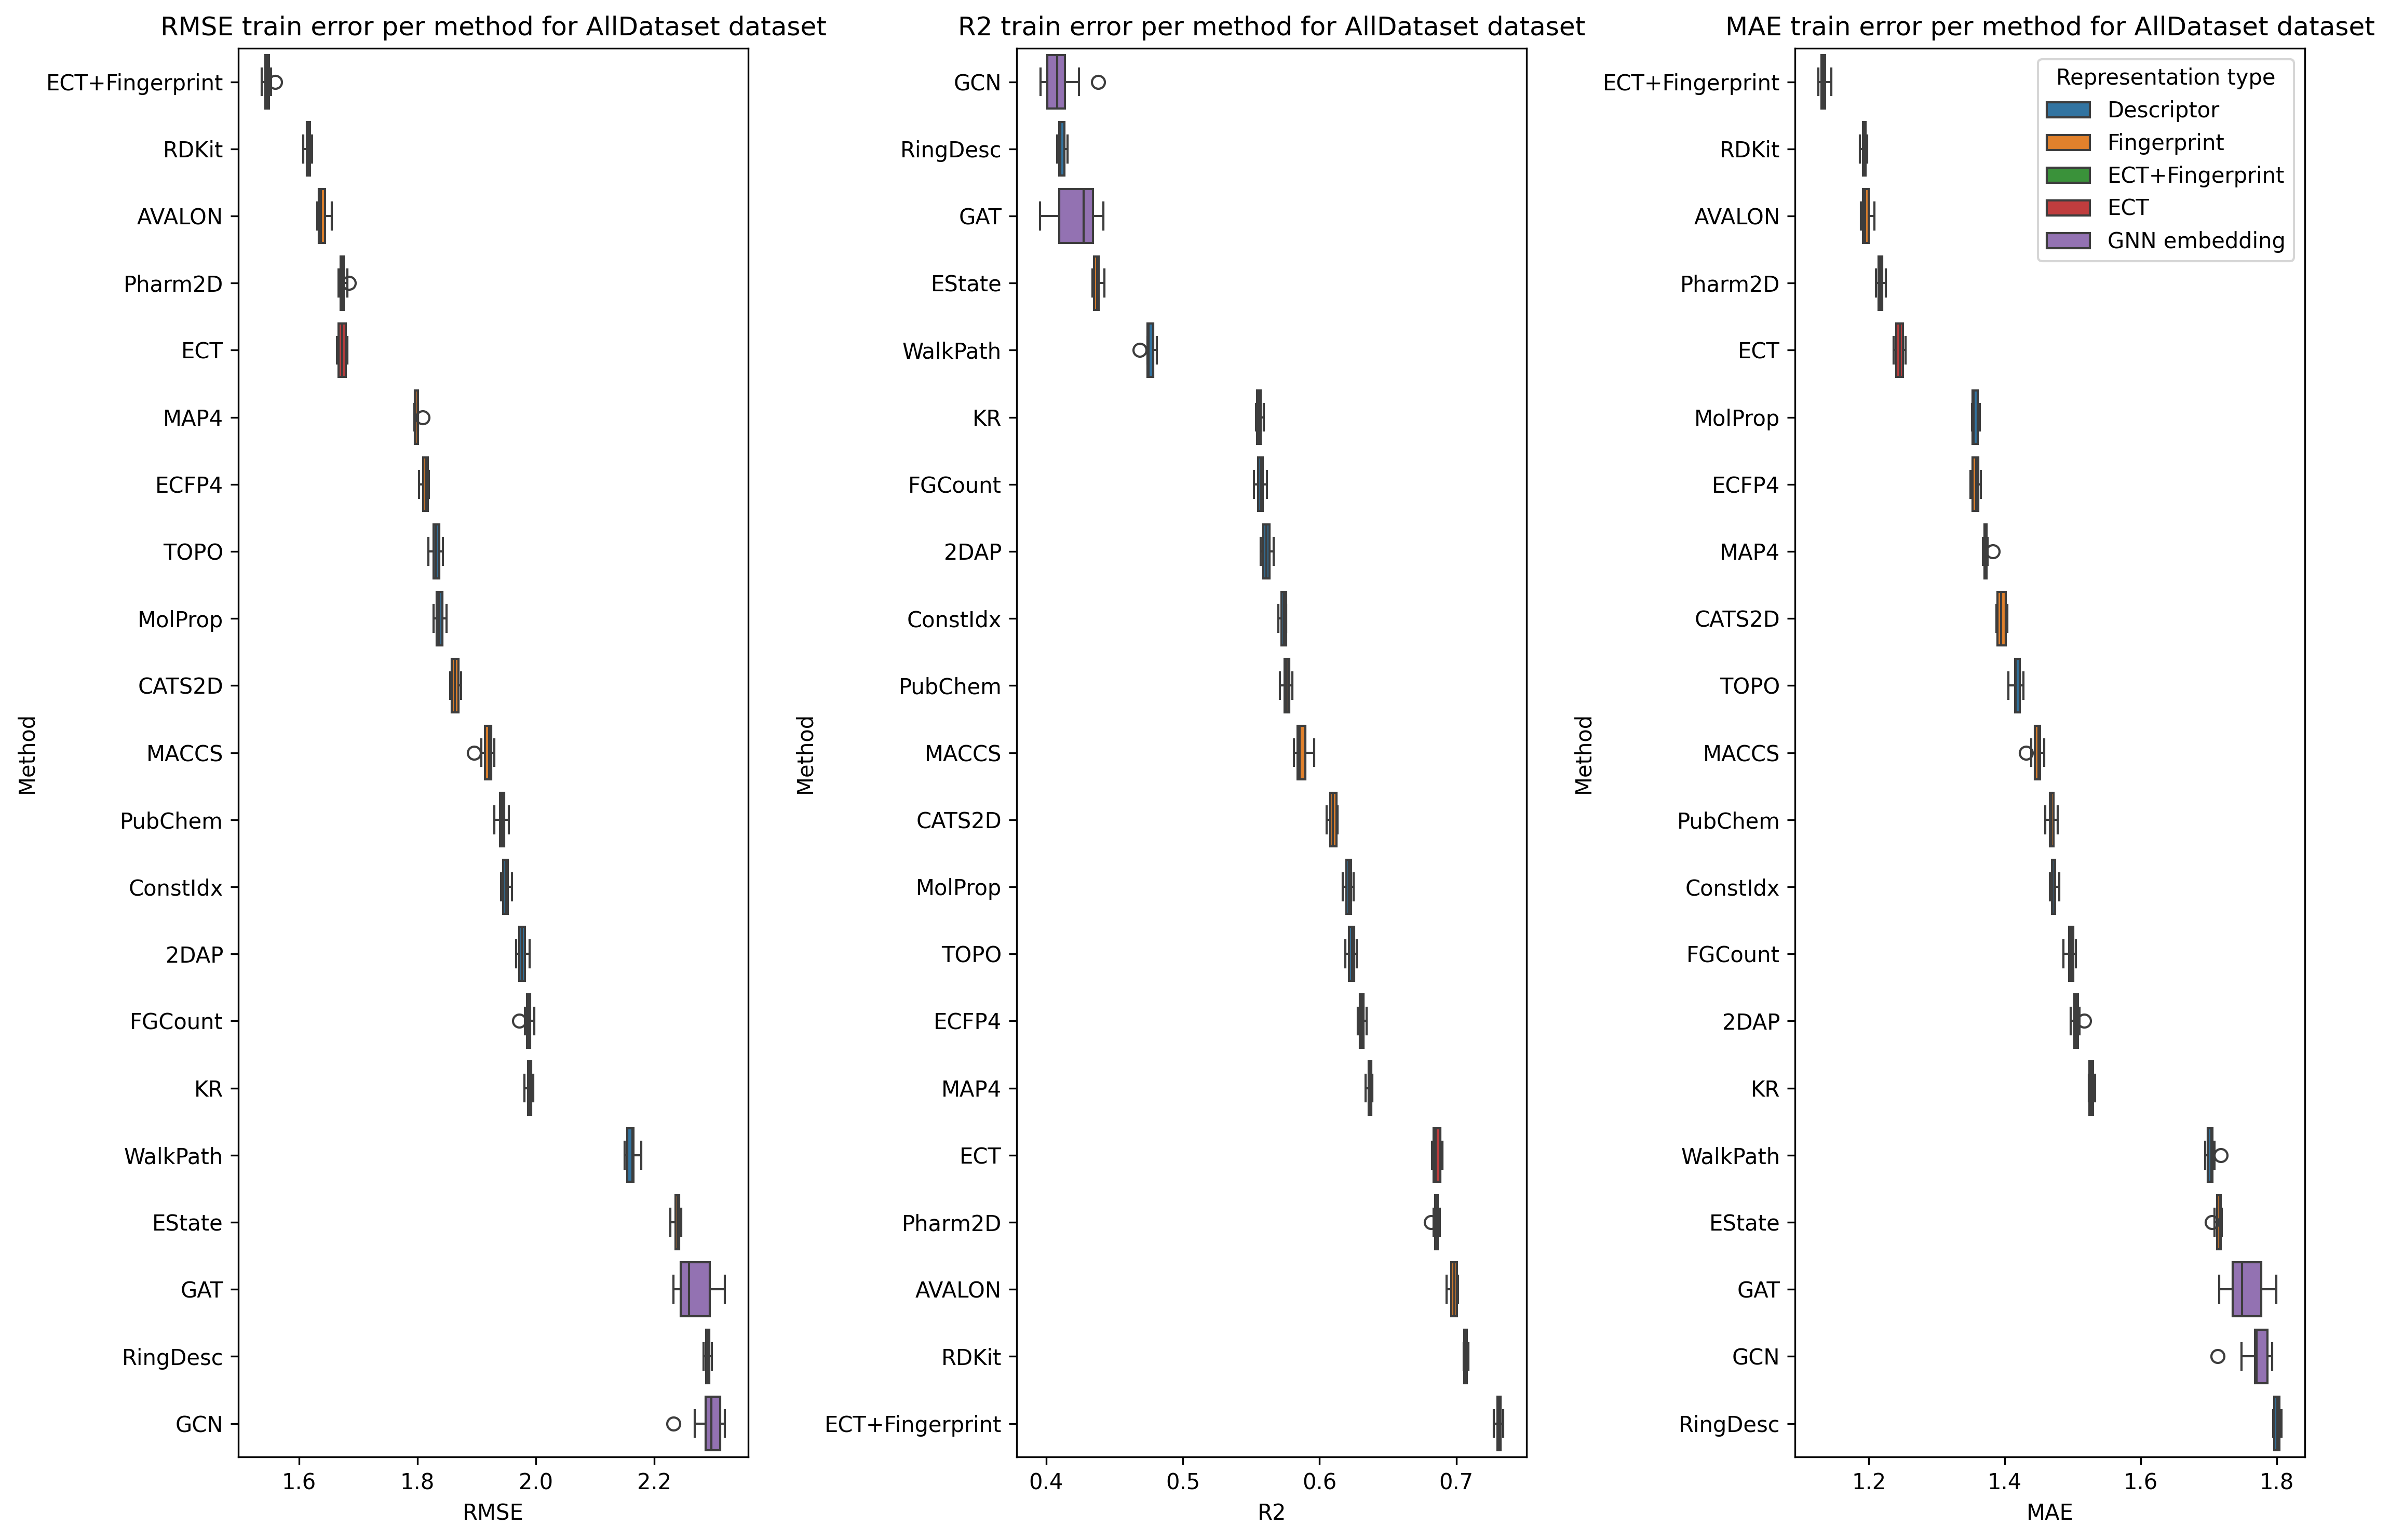 RMSE train error per method for AllDataset dataset
ECT+Fingerprint
RDKit
AVALON
Pharm2D
ECT
MAP4
ECFP4
TOPO
MolProp
CATS2D
MACCS
PubChem
ConstIdx
2DAP
FGCount
KR
WalkPath
EState
GAT
RingDesc
GCN
Method
1.6 1.8 2.0 2.2
RMSE
R2 train error per method for AllDataset dataset
GCN
RingDesc
GAT
EState
WalkPath
KR
FGCount
2DAP
ConstIdx
PubChem
MACCS
CATS2D
MolProp
TOPO
ECFP4
MAP4
ECT
Pharm2D
AVALON
RDKit
ECT+Fingerprint
Method
0.4 0.5 0.6 0.7
R2
MAE train error per method for AllDataset dataset
ECT+Fingerprint
RDKit
AVALON
Pharm2D
ECT
MolProp
ECFP4
MAP4
CATS2D
TOPO
MACCS
PubChem
ConstIdx
FGCount
2DAP
KR
WalkPath
EState
GAT
GCN
RingDesc
Method
1.2 1.4 1.6 1.8
MAE
Representation type
Descriptor
Fingerprint
ECT+Fingerprint
ECT
GNN embedding